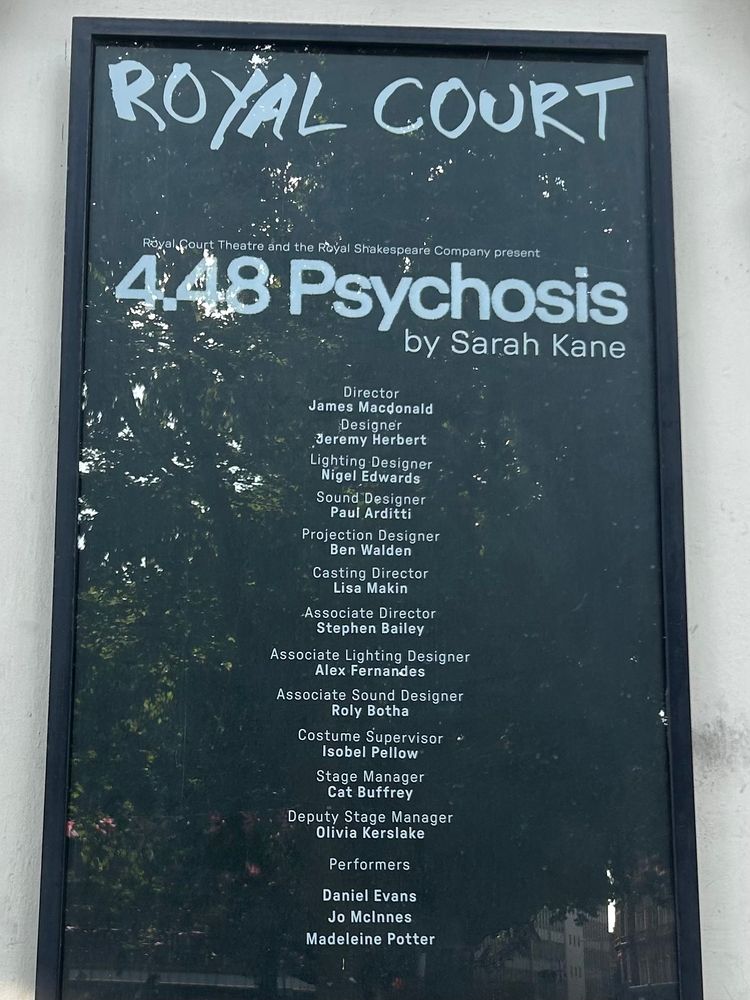 ROYAL COURT
Royal Court Theatre and the Royal Shakespeare Company present
4.48 Psychosis
by Sarah Kane
Director
James Macdonald
Designer
Jeremy Herbert
Lighting Designer
Nigel Edwards
Sound Designer
Paul Arditti
Projection Designer
Ben Walden
Casting Director
Lisa Makin
Associate Director
Stephen Bailey
Associate Lighting Designer
Alex Fernandes
Associate Sound Designer
Roly Botha
Costume Supervisor
Isobel Pellow
Stage Manager
Cat Buffrey
Deputy Stage Manager
Olivia Kerslake
Performers
Daniel Evans
Jo McInnes
Madeleine Potter